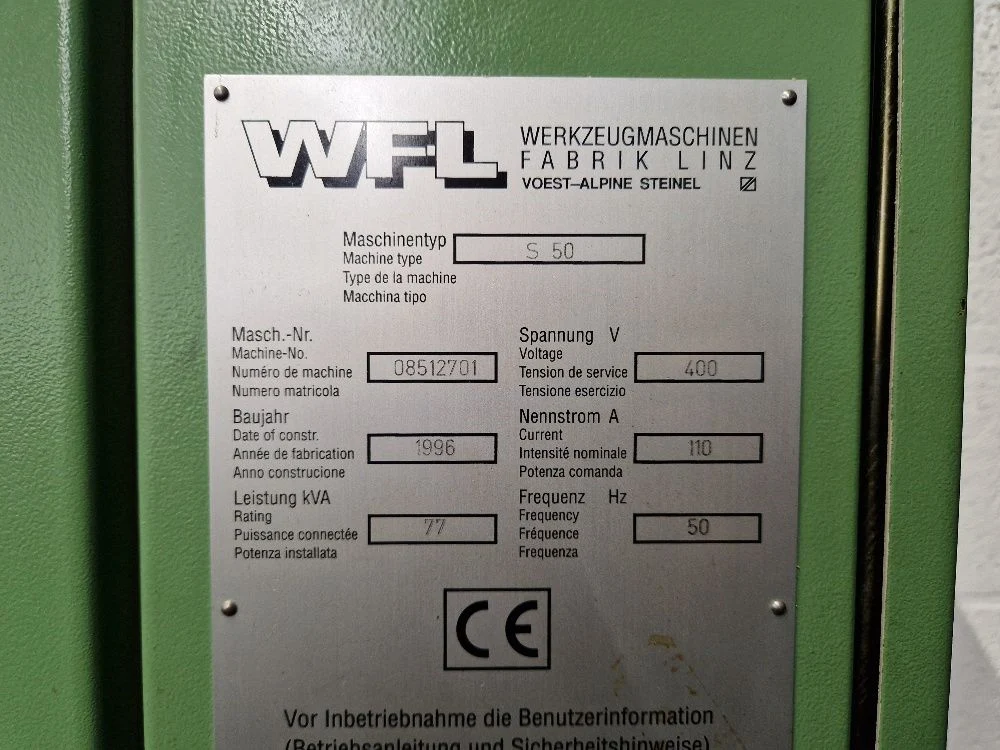 WFL WERKZEUGMASCHINEN
FABRIK LINZ
VOEST–ALPINE STEINEL
Maschinentyp S 50
Machine type
Type de la machine
Macchina tipo
Masch.-Nr.
Machine-No.
Numéro de machine 08512701
Numero matricola
Spannung V
Voltage
Tension de service 400
Tensione esercizio
Baujahr
Date of constr.
Année de fabrication 1996
Anno construcione
Nennstrom A
Current
Intensité nominale 110
Potenza comanda
Leistung kVA
Rating
Puissance connectée 77
Potenza installata
Frequenz Hz
Frequency
Fréquence 50
Frequenza
CE
Vor Inbetriebnahme die Benutzerinformation
(Betriebsanleitung und Sicherheitshinweise)